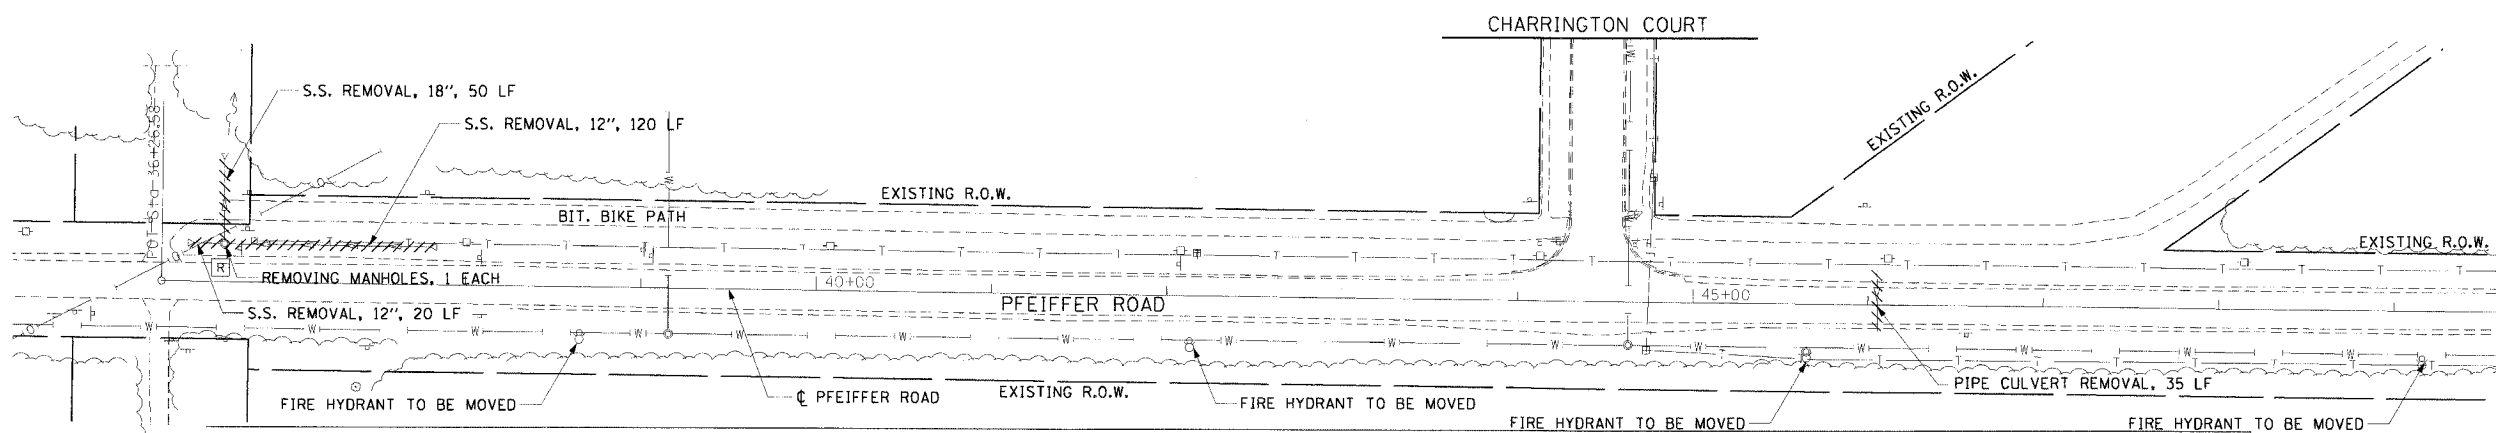 CHARRINGTON COURT
S.S. REMOVAL, 18", 50 LF
S.S. REMOVAL, 12", 120 LF
EXISTING R.O.W.
EXISTING R.O.W.
BIT. BIKE PATH
EXISTING R.O.W.
R
REMOVING MANHOLES, 1 EACH
40+00
PFEIFFER ROAD
45+00
S.S. REMOVAL, 12", 20 LF
PIPE CULVERT REMOVAL, 35 LF
FIRE HYDRANT TO BE MOVED
℄ PFEIFFER ROAD
EXISTING R.O.W.
FIRE HYDRANT TO BE MOVED
FIRE HYDRANT TO BE MOVED
FIRE HYDRANT TO BE MOVED